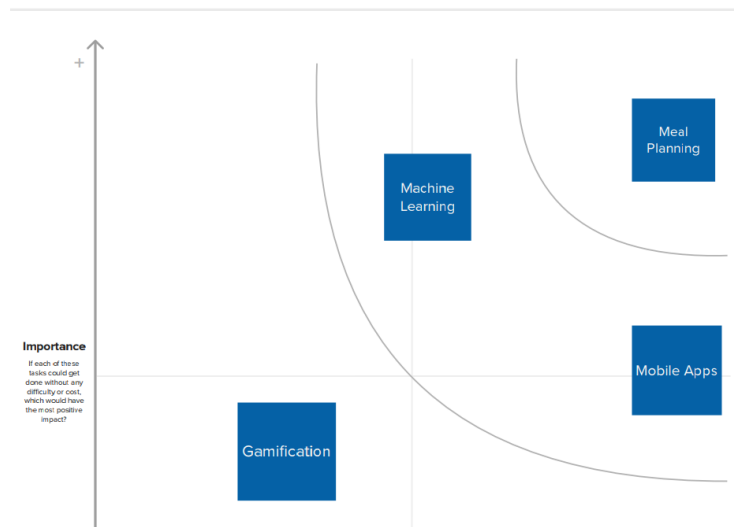 +
Meal
Planning
Machine
Learning
Importance
If each of these
tasks could get
done without any
difficulty or cost,
which would have
the most positive
impact?
Mobile Apps
Gamification